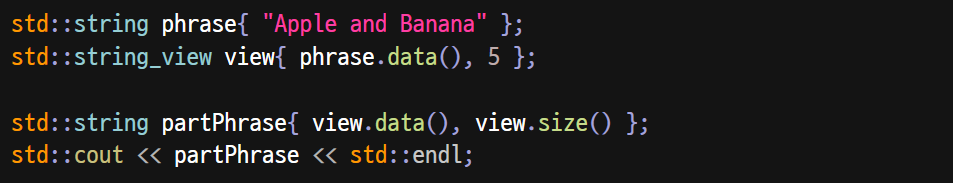 std::string phrase{ "Apple and Banana" };
std::string_view view{ phrase.data(), 5 };
std::string partPhrase{ view.data(), view.size() };
std::cout << partPhrase << std::endl;